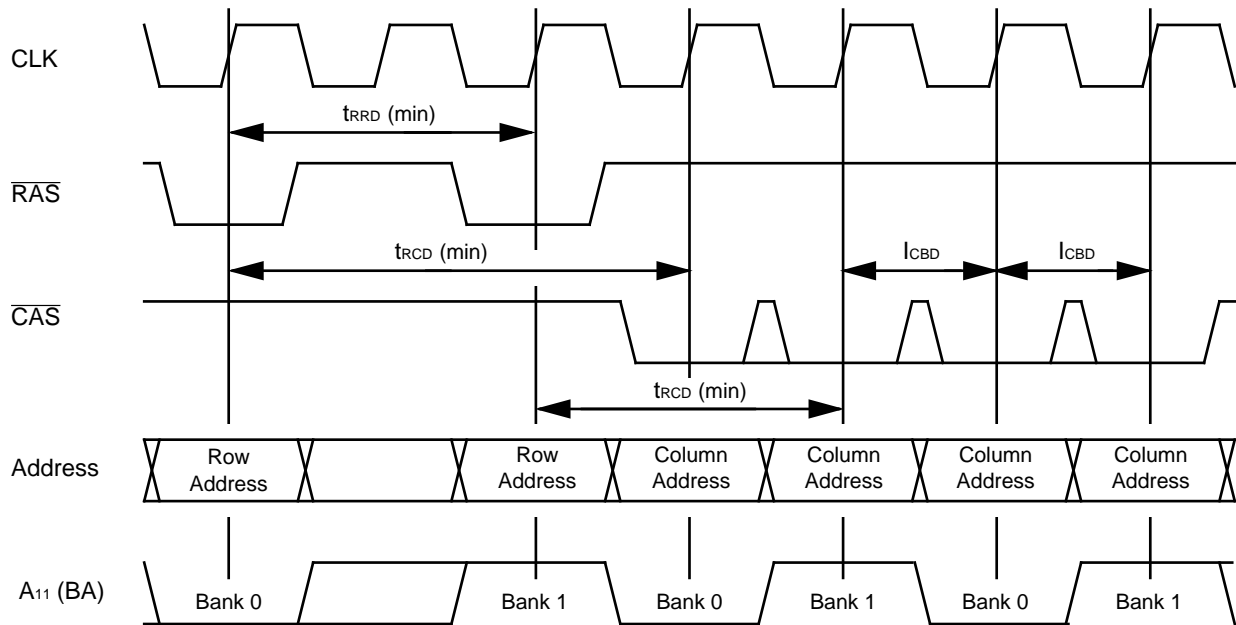 CLK
tRRD (min)
RAS
tRCD (min)
ICBD
ICBD
CAS
tRCD (min)
Address
Row
Address
Row
Address
Column
Address
Column
Address
Column
Address
Column
Address
A11 (BA)
Bank 0
Bank 1
Bank 0
Bank 1
Bank 0
Bank 1